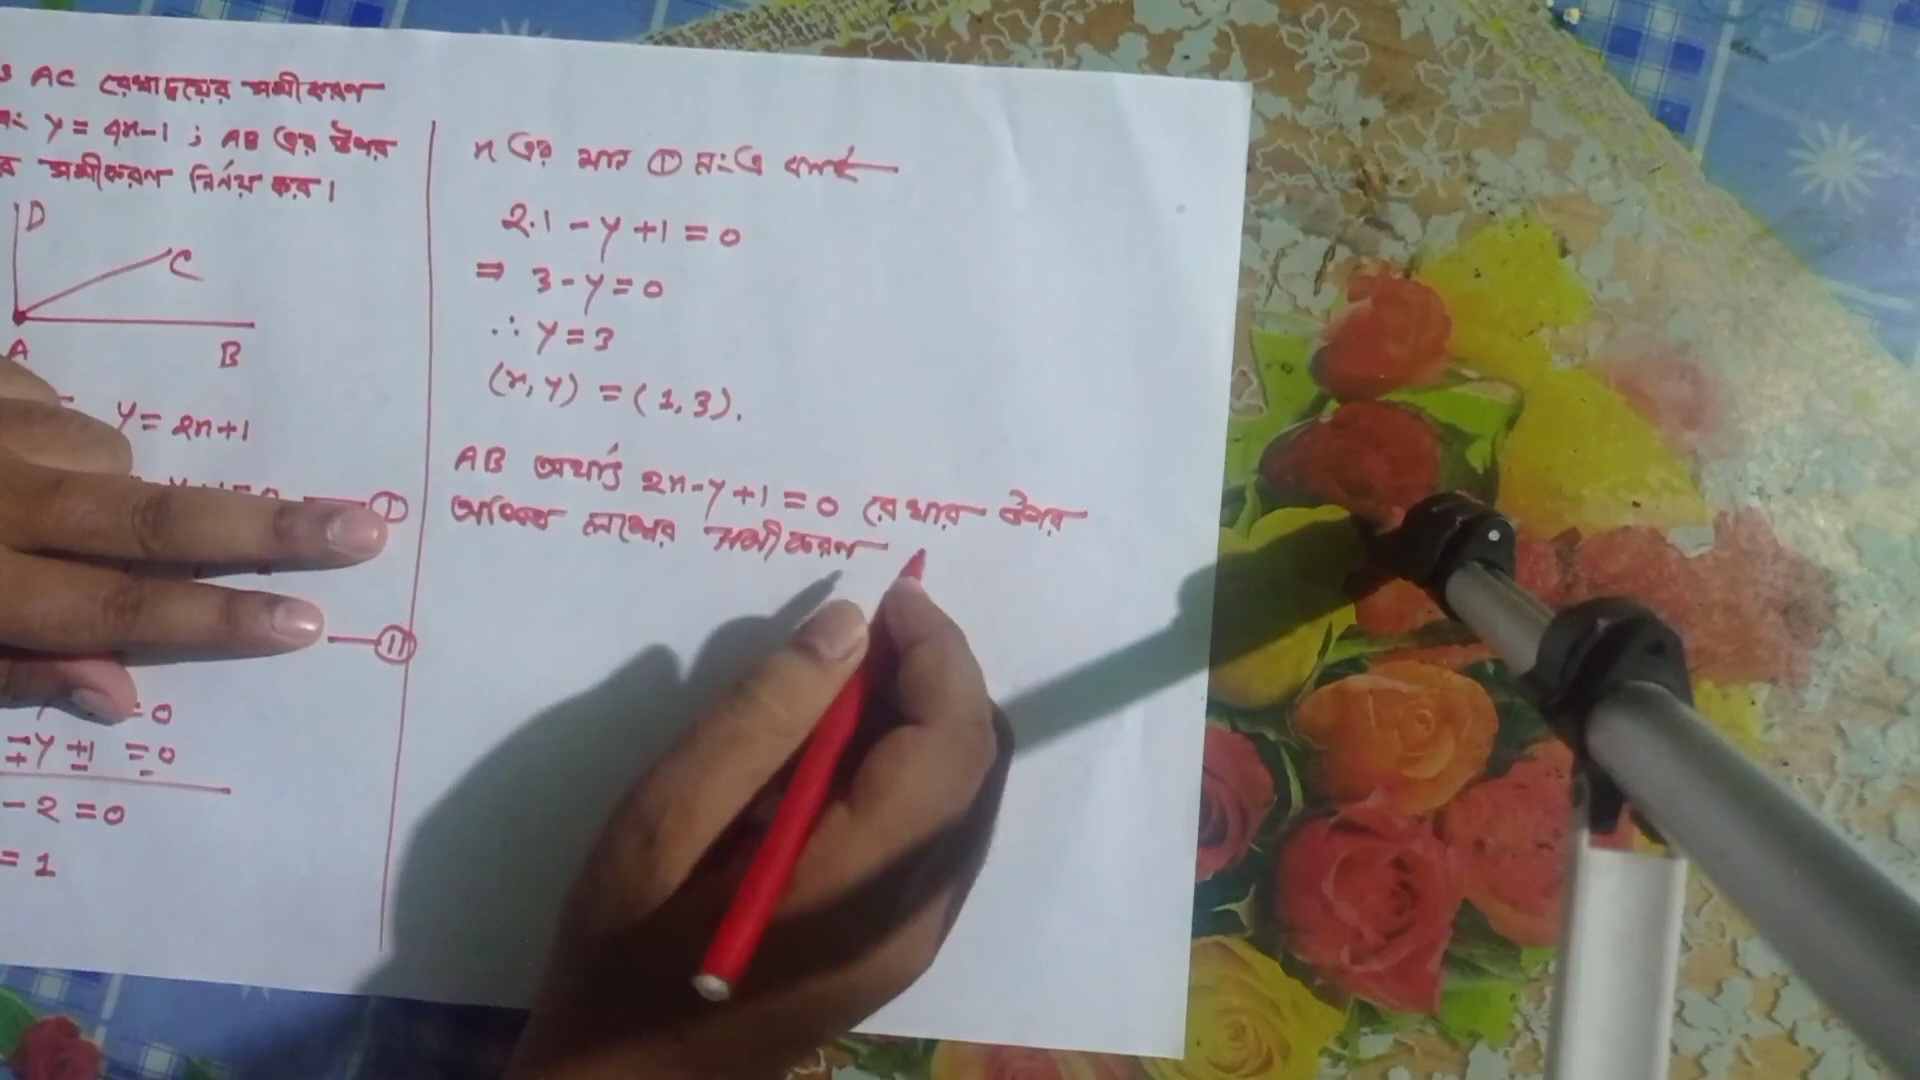 ও AC রেখাদ্বয়ের সমীকরণ
y = 4x-1 ; AB এর উপর
সমীকরণ নির্ণয় কর।
D
C
A B
y = 2x+1
①
⑪
= 0
-y +1 = 0
- 2 = 0
= 1
x এর মান ① নং এ বসাই
2.1 - y + 1 = 0
⇒ 3 - y = 0
∴ y = 3
(x, y) = (1, 3).
AB অর্থাৎ 2x - y + 1 = 0 রেখার উপর
অঙ্কিত লম্বের সমীকরণ